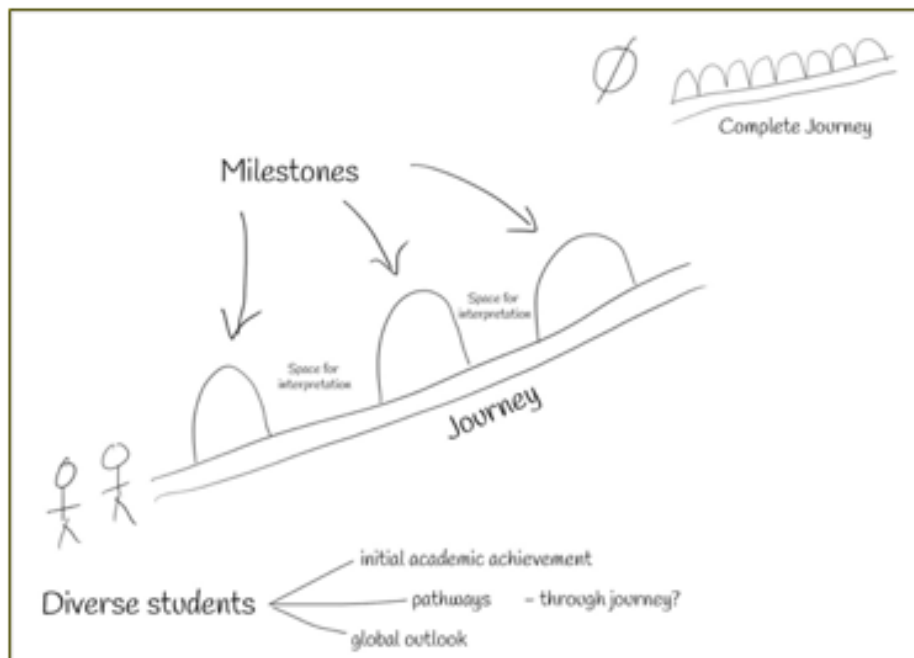 Complete Journey
Milestones
Space for
interpretation
Space for
interpretation
Journey
Diverse students
initial academic achievement
pathways - through journey?
global outlook